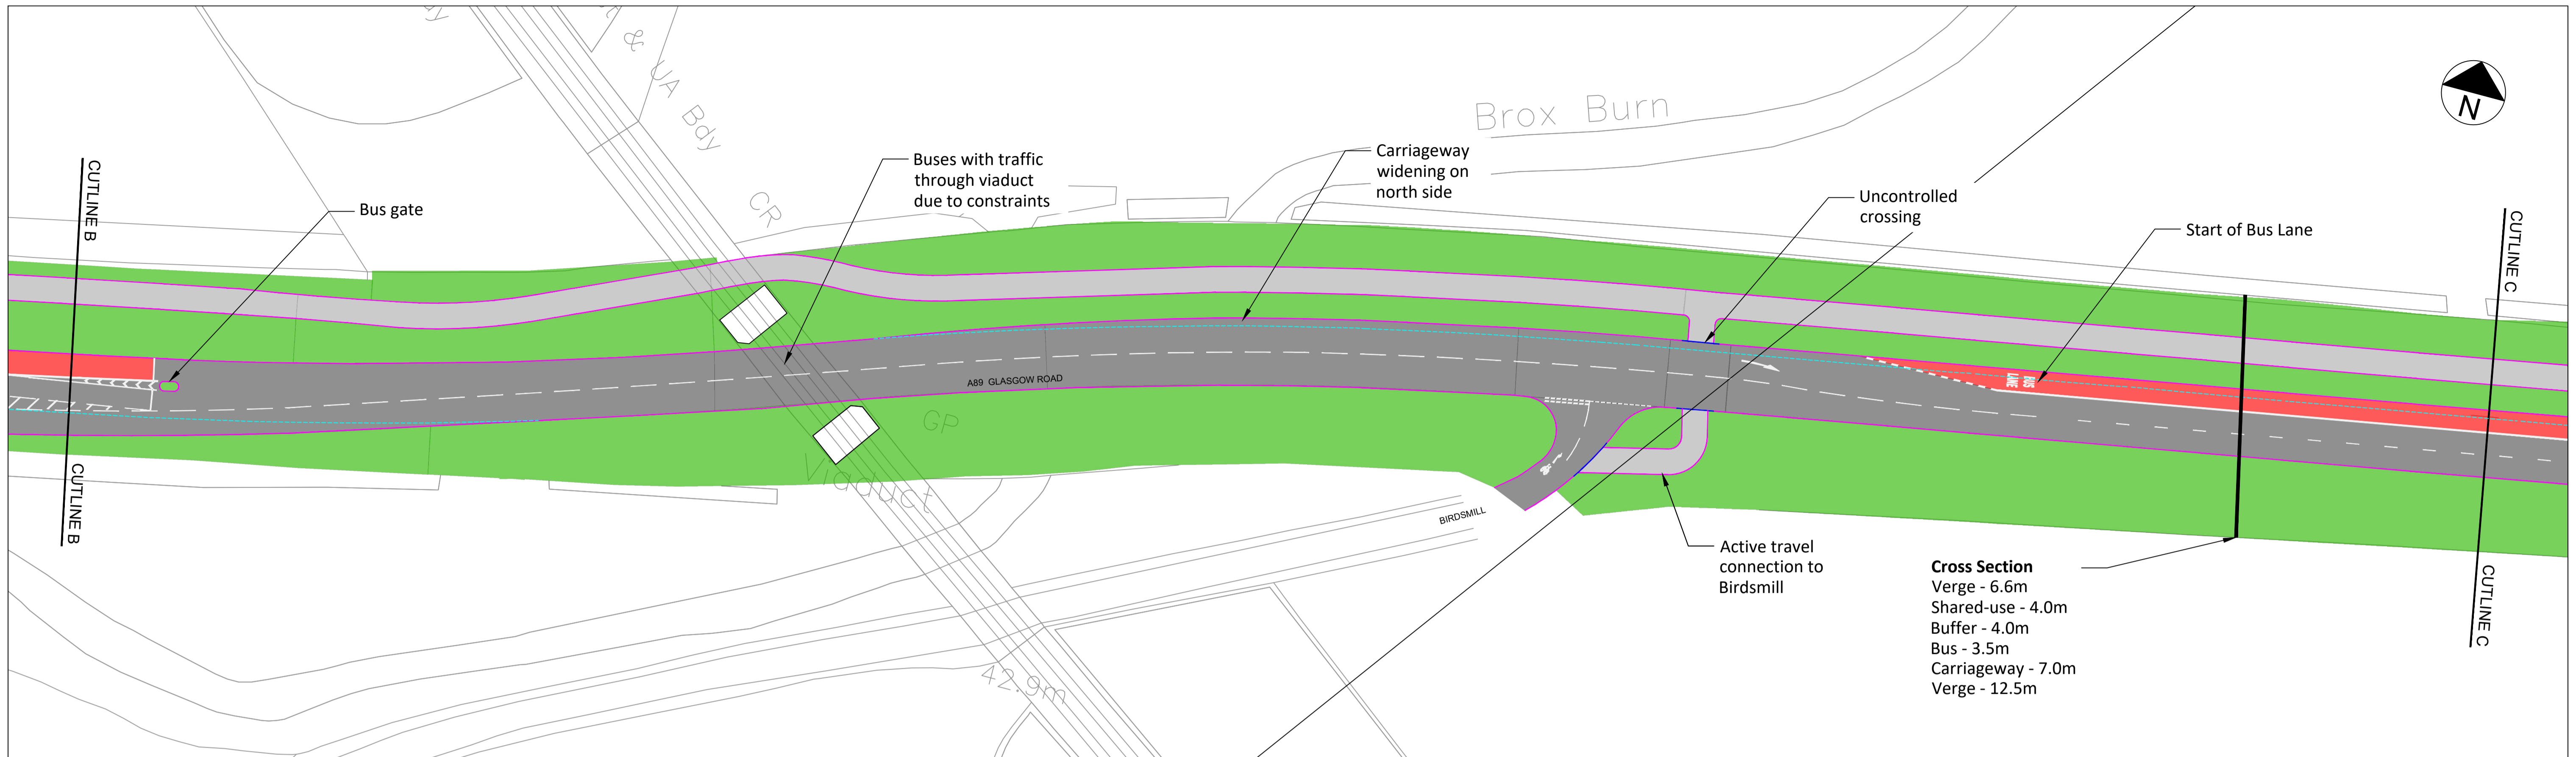 & UA Bdy
CR
Brox Burn
N
CUTLINE B
CUTLINE B
Bus gate
Buses with traffic
through viaduct
due to constraints
Carriageway
widening on
north side
Uncontrolled
crossing
Start of Bus Lane
CUTLINE C
CUTLINE C
A89 GLASGOW ROAD
BUS
LANE
GP
Viaduct
BIRDSMILL
42.9m
Active travel
connection to
Birdsmill
Cross Section
Verge - 6.6m
Shared-use - 4.0m
Buffer - 4.0m
Bus - 3.5m
Carriageway - 7.0m
Verge - 12.5m